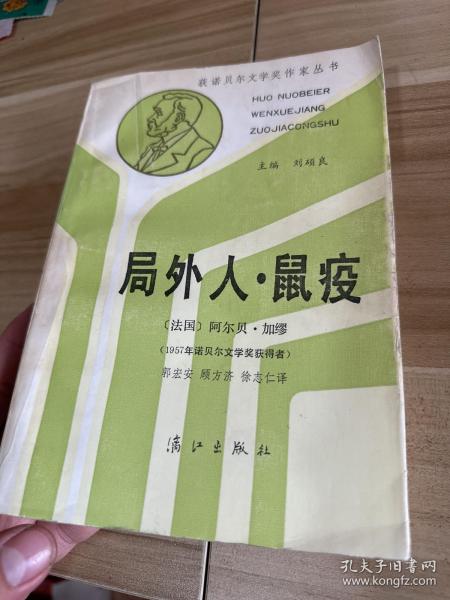 获诺贝尔文学奖作家丛书
HUO NUOBEIER
WENXUEJIANG
ZUOJIACONGSHU
主编 刘硕良
局外人·鼠疫
〔法国〕阿尔贝·加缪
（1957年诺贝尔文学奖获得者）
郭宏安 顾方济 徐志仁译
漓江出版社
孔夫子旧书网
www.kongfz.com